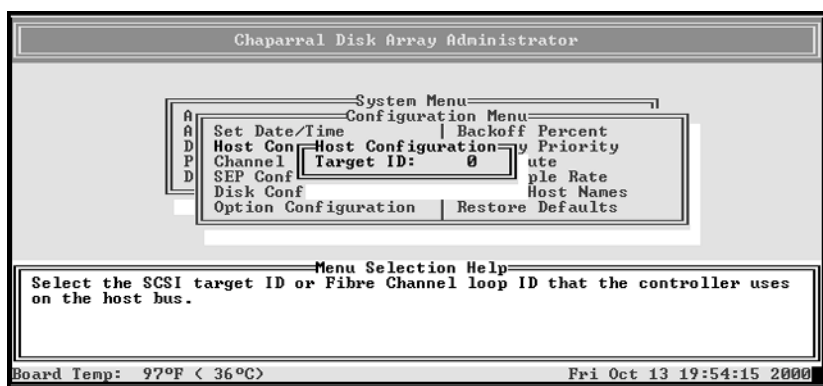 Chaparral Disk Array Administrator
System Menu
A Configuration Menu
A Set Date/Time | Backoff Percent
D Host Con Host Configuration y Priority
P Channel Target ID: 0 ute
D SEP Conf ple Rate
Disk Conf Host Names
Option Configuration | Restore Defaults
Menu Selection Help
Select the SCSI target ID or Fibre Channel loop ID that the controller uses
on the host bus.
Board Temp: 97°F ( 36°C) Fri Oct 13 19:54:15 2000